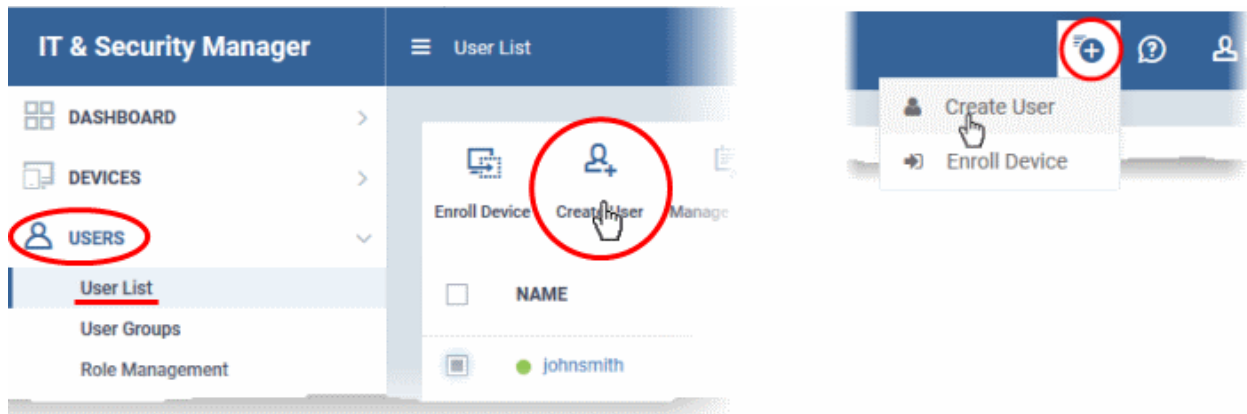 IT & Security Manager
User List
DASHBOARD
DEVICES
USERS
User List
User Groups
Role Management
Enroll Device
Create User
Manage
NAME
johnsmith
Create User
Enroll Device